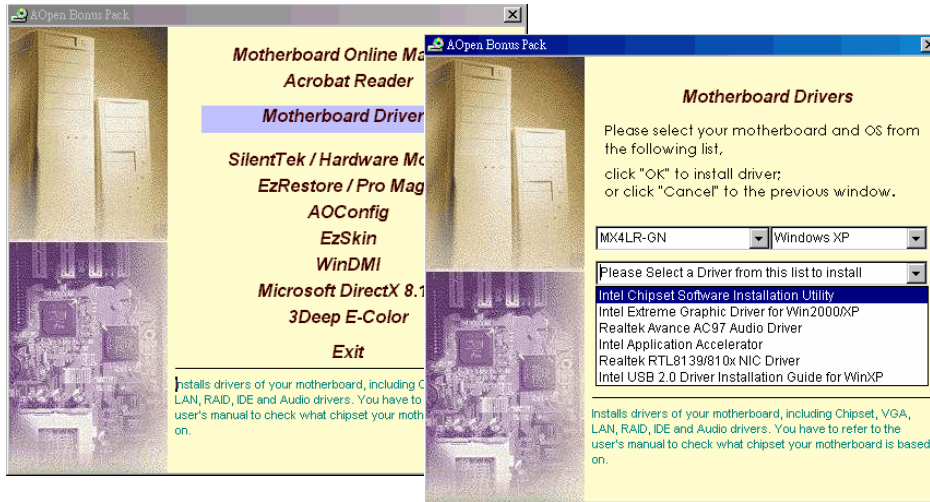 AOpen Bonus Pack
Motherboard Online Ma
Acrobat Reader
Motherboard Driver
SilentTek / Hardware Mo
EzRestore / Pro Mag
AOConfig
EzSkin
WinDMI
Microsoft DirectX 8.1
3Deep E-Color
Exit
Installs drivers of your motherboard, including C
LAN, RAID, IDE and Audio drivers. You have to
user's manual to check what chipset your moth
on.
AOpen Bonus Pack
Motherboard Drivers
Please select your motherboard and OS from
the following list,
click "OK" to install driver;
or click "Cancel" to the previous window.
MX4LR-GN
Windows XP
Please Select a Driver from this list to install
Intel Chipset Software Installation Utility
Intel Extreme Graphic Driver for Win2000/XP
Realtek Avance AC97 Audio Driver
Intel Application Accelerator
Realtek RTL8139/810x NIC Driver
Intel USB 2.0 Driver Installation Guide for WinXP
Installs drivers of your motherboard, including Chipset, VGA,
LAN, RAID, IDE and Audio drivers. You have to refer to the
user's manual to check what chipset your motherboard is based
on.